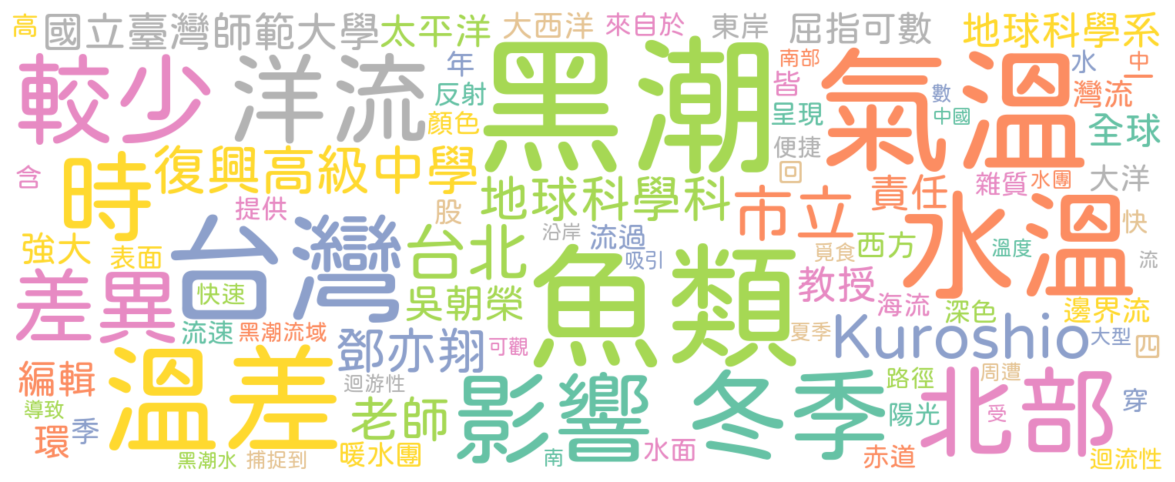 高 國立臺灣師範大學 太平洋 大西洋 來自於 東岸 屈指可數 地球科學系
較少 洋流 年 反射 顏色 黑潮 南部 皆 呈現 氣溫 數 中國 水 中 一 灣流 全球
含 時 復興高級中學 提供 股 地球科學科 便捷 回 市立 責任 雜質 水團 大洋
強大 表面 台灣 台北 沿岸 流過 吸引 覓食 西方 水溫 溫度 快 流
差異 快速 流速 黑潮流域 吳朝榮 魚類 教授 海流 深色 邊界流
編輯 溫差 鄧亦翔 可觀 夏季 Kuroshio 大型 四
導致 環 季 迴游性 老師 影響 冬季 路徑 周遭 陽光 受 北部 穿
黑潮水 捕捉到 暖水團 南 水面 赤道 迴流性